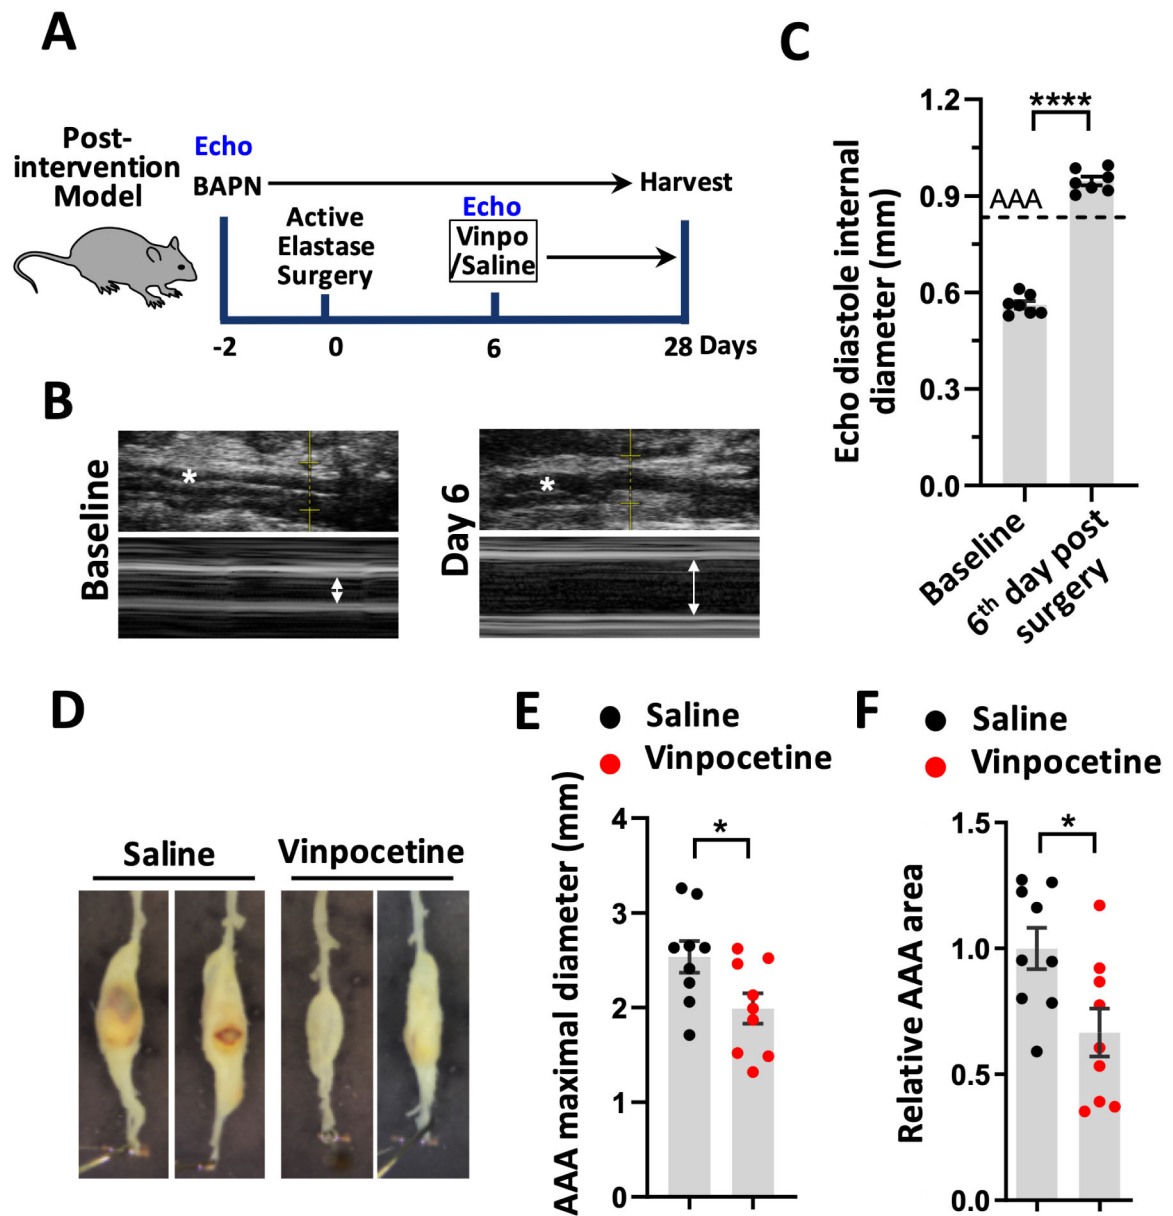 A
Post-
intervention
Model
Echo
BAPN
Harvest
Active
Elastase
Surgery
Echo
Vinpo
/Saline
-2
0
6
28 Days
B
Baseline
*
Day 6
*
C
Echo diastole internal
diameter (mm)
1.2
0.9
0.6
0.3
0.0
****
AAA
Baseline
6th day post
surgery
D
Saline
Vinpocetine
E
Saline
Vinpocetine
AAA maximal diameter (mm)
4
3
2
1
0
*
F
Saline
Vinpocetine
Relative AAA area
1.5
1.0
0.5
0.0
*